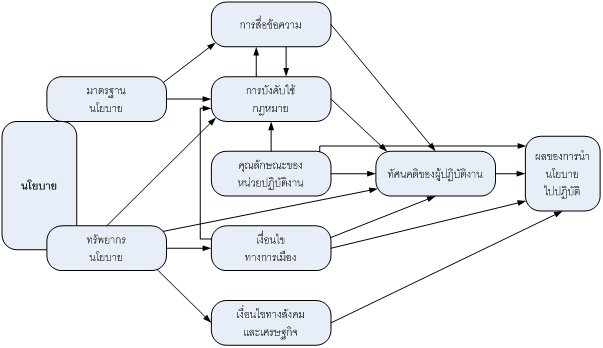 การสื่อข้อความ
มาตรฐาน
นโยบาย
การบังคับใช้
กฎหมาย
นโยบาย
คุณลักษณะของ
หน่วยปฏิบัติงาน
ทัศนคติของผู้ปฏิบัติงาน
ผลของการนำ
นโยบาย
ไปปฏิบัติ
ทรัพยากร
นโยบาย
เงื่อนไข
ทางการเมือง
เงื่อนไขทางสังคม
และเศรษฐกิจ